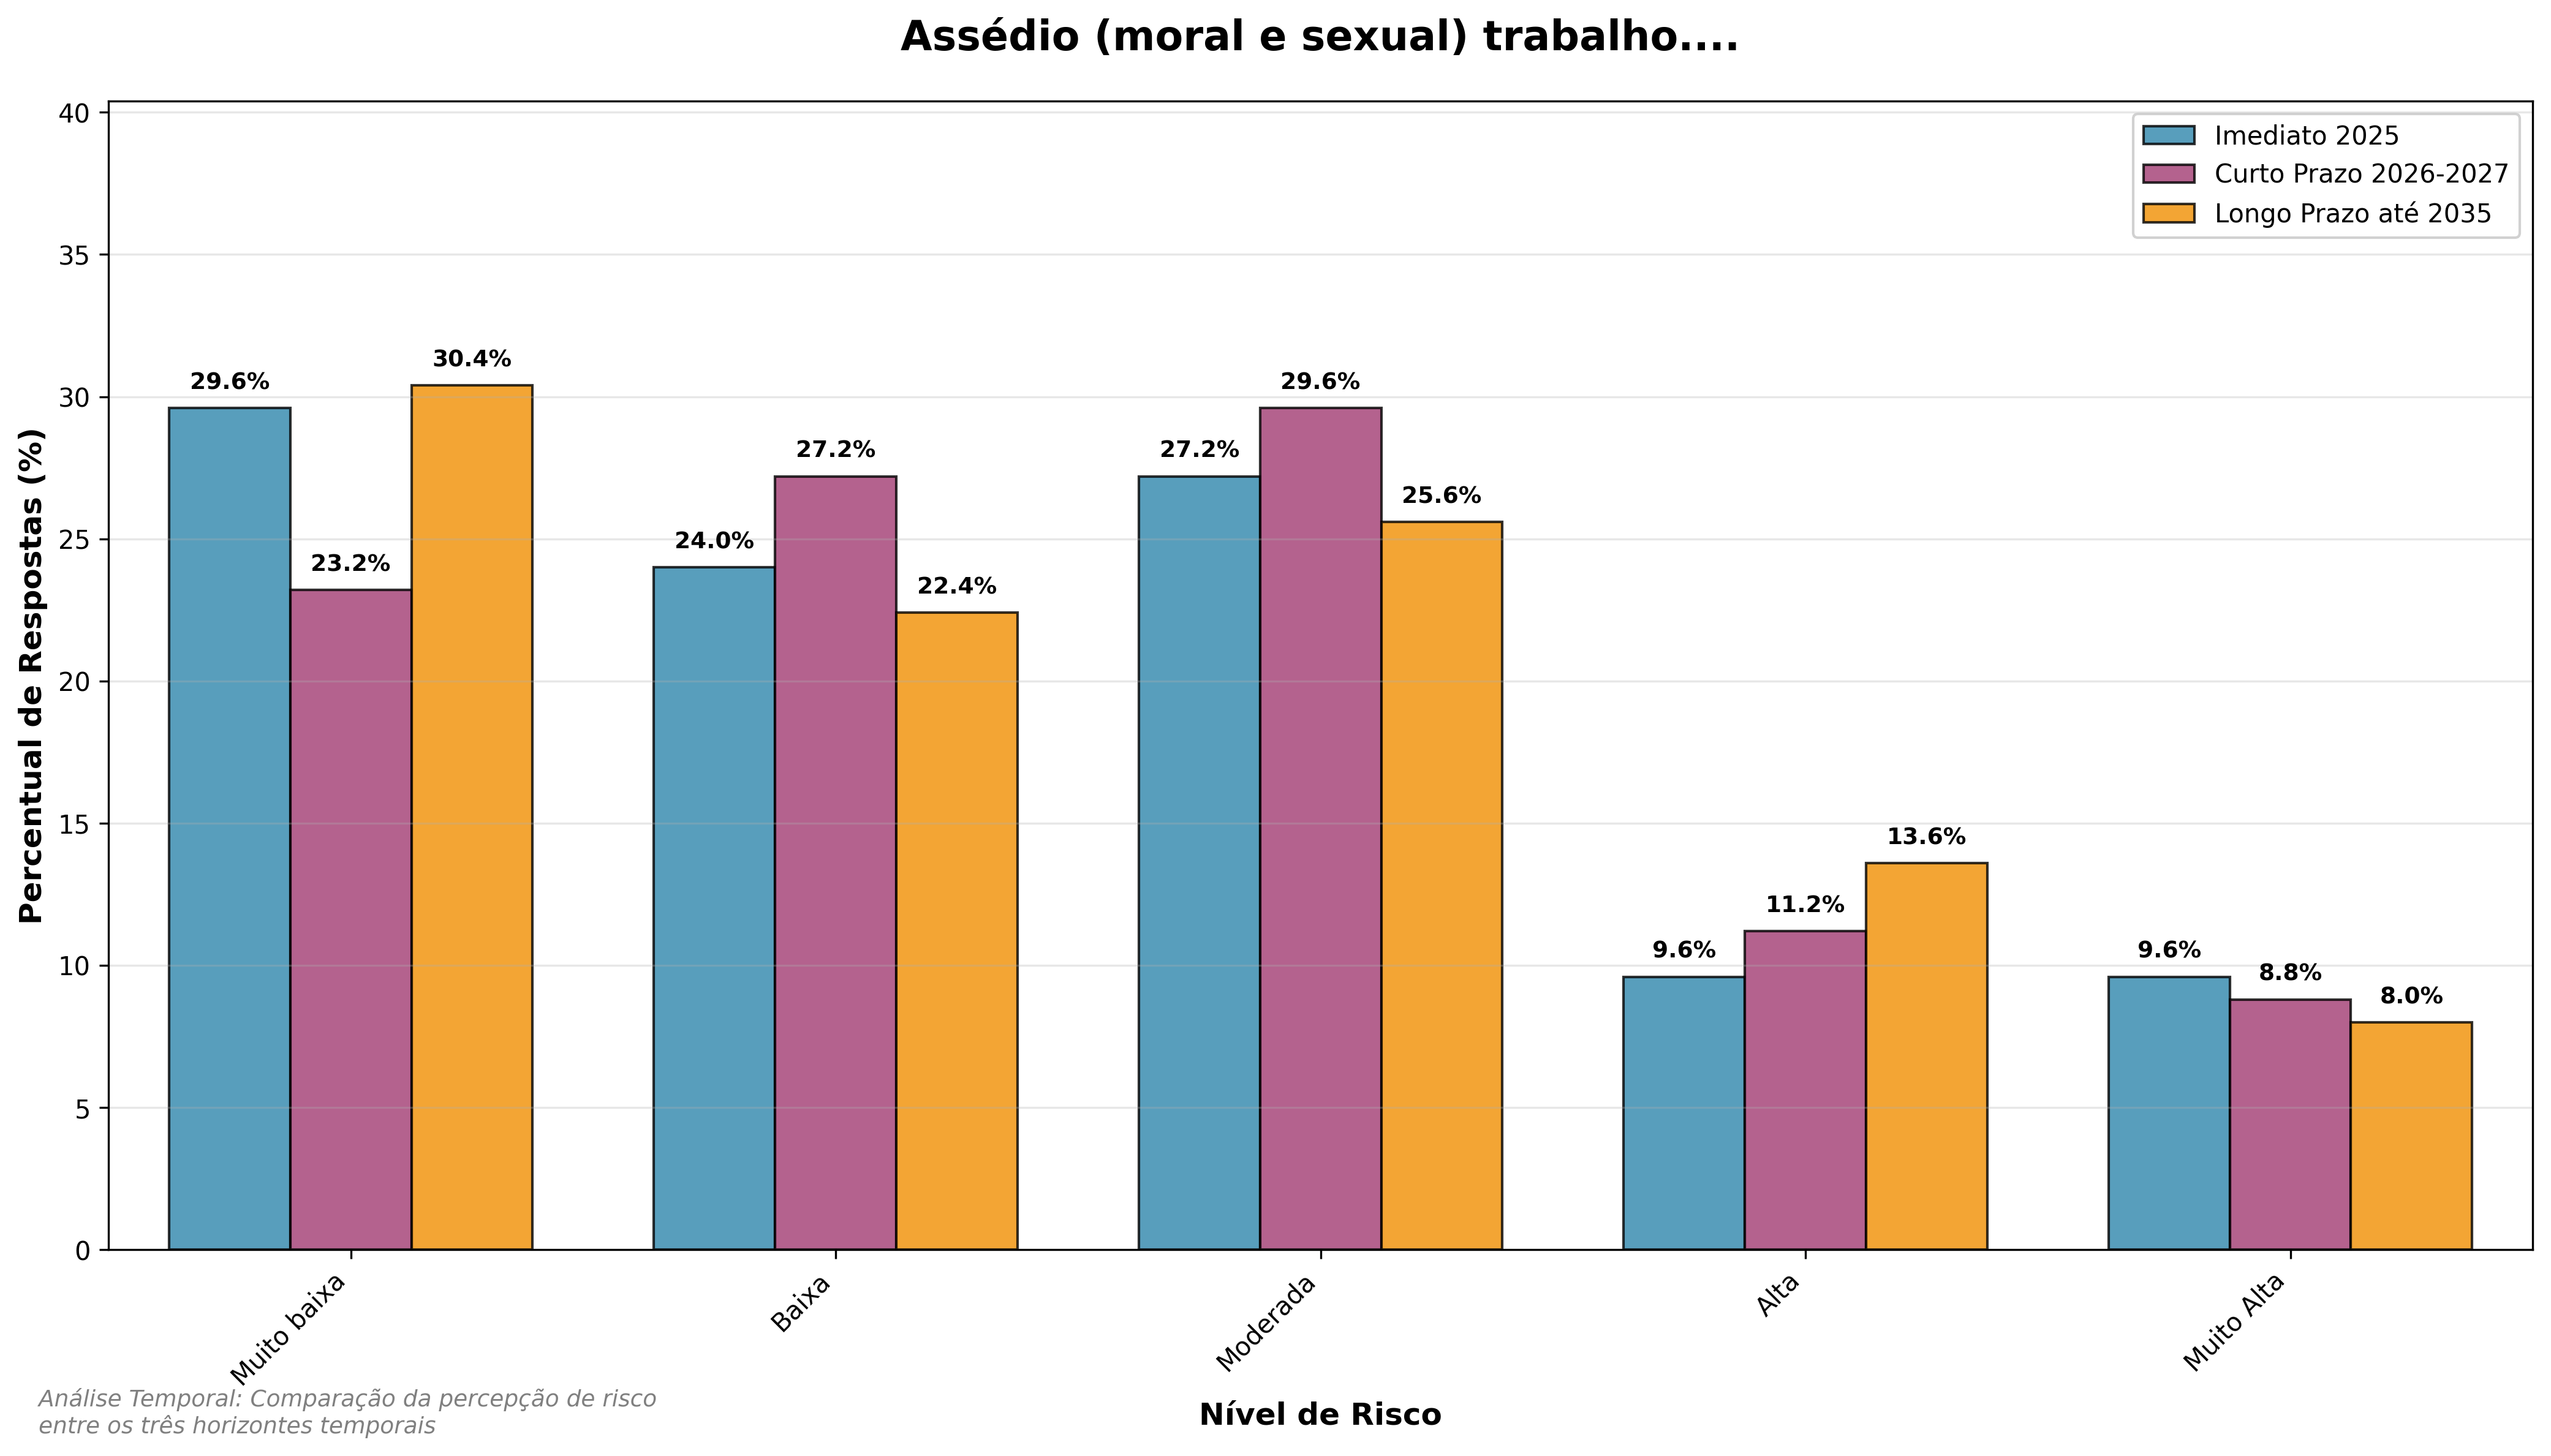 Assédio (moral e sexual) trabalho....
Percentual de Respostas (%)
40
35
30
25
20
15
10
5
0
Imediato 2025
Curto Prazo 2026-2027
Longo Prazo até 2035
29.6%
23.2%
30.4%
24.0%
27.2%
22.4%
27.2%
29.6%
25.6%
9.6%
11.2%
13.6%
9.6%
8.8%
8.0%
Muito baixa
Baixa
Moderada
Alta
Muito Alta
Nível de Risco
Análise Temporal: Comparação da percepção de risco
entre os três horizontes temporais